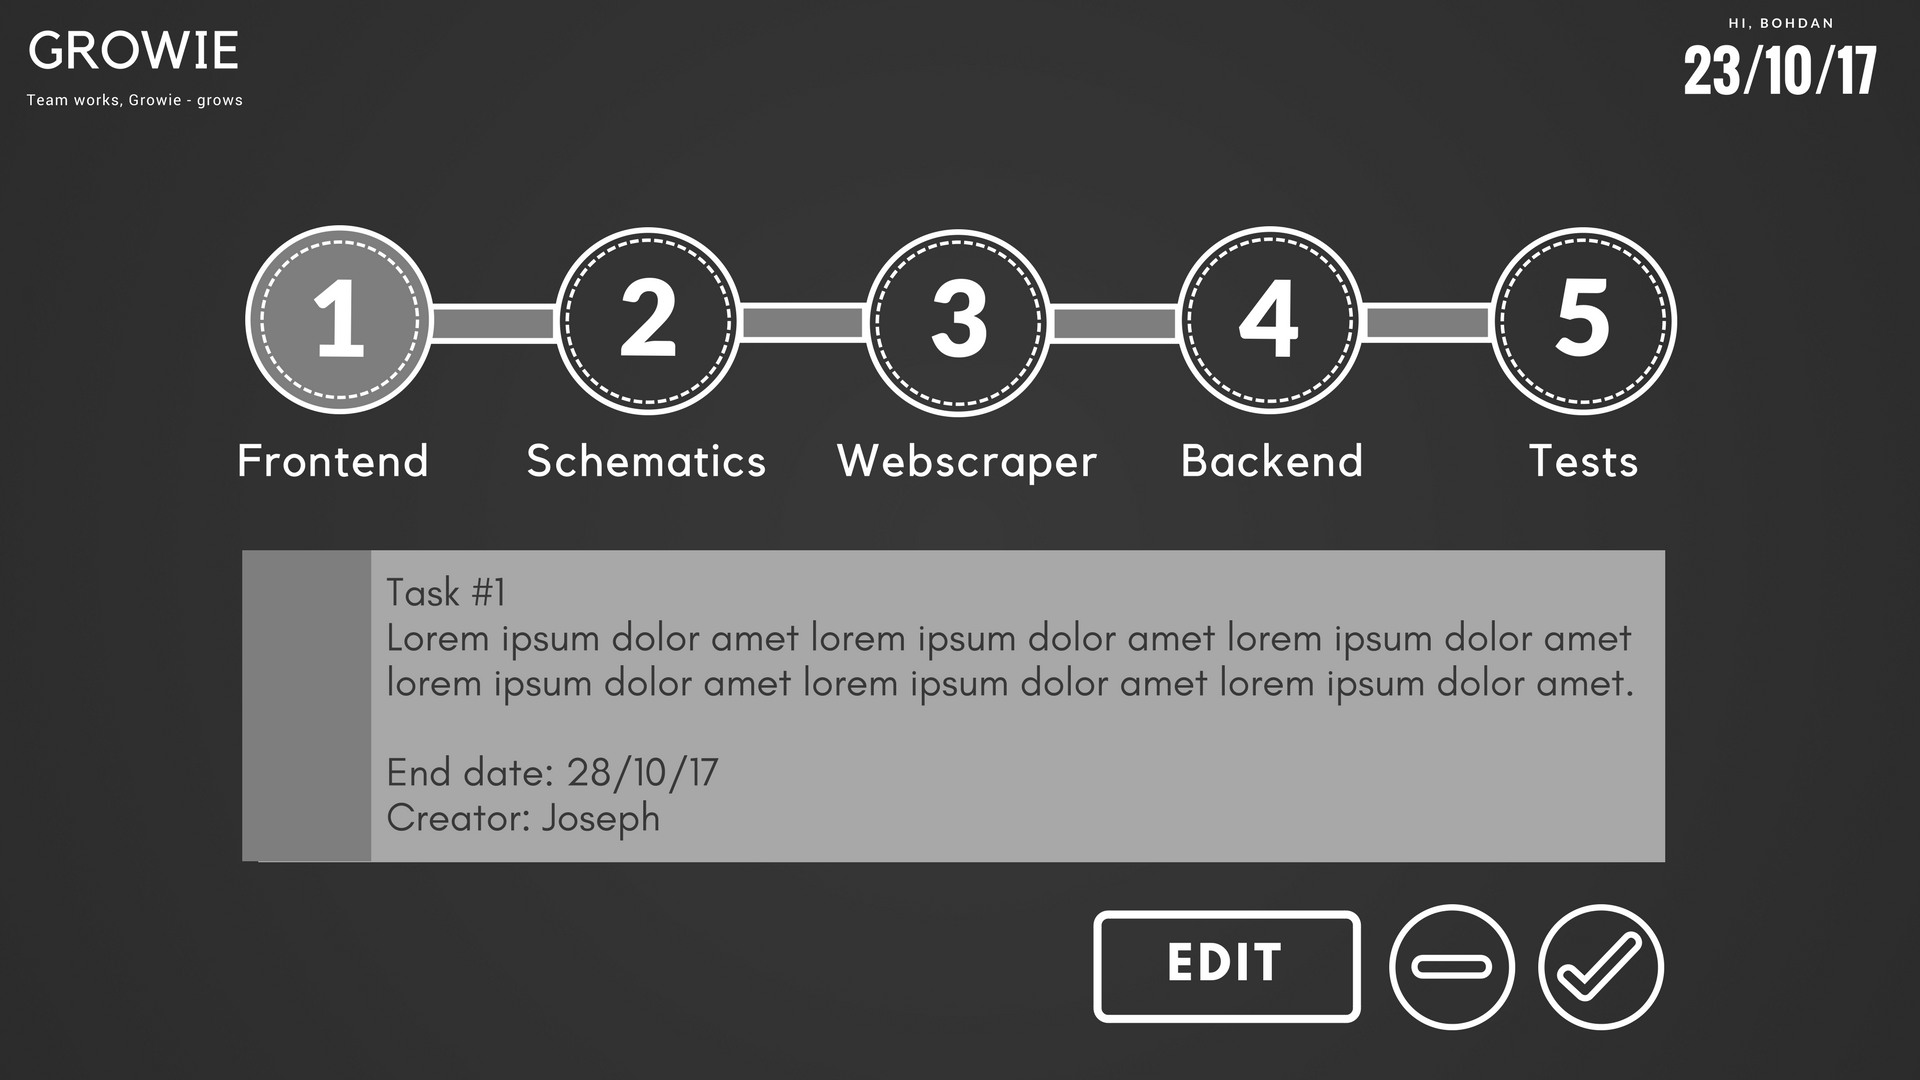 GROWIE
Team works, Growie - grows
HI, BOHDAN
23/10/17
1
2
3
4
5
Frontend
Schematics
Webscraper
Backend
Tests
Task #1
Lorem ipsum dolor amet lorem ipsum dolor amet lorem ipsum dolor amet
lorem ipsum dolor amet lorem ipsum dolor amet lorem ipsum dolor amet.
End date: 28/10/17
Creator: Joseph
EDIT